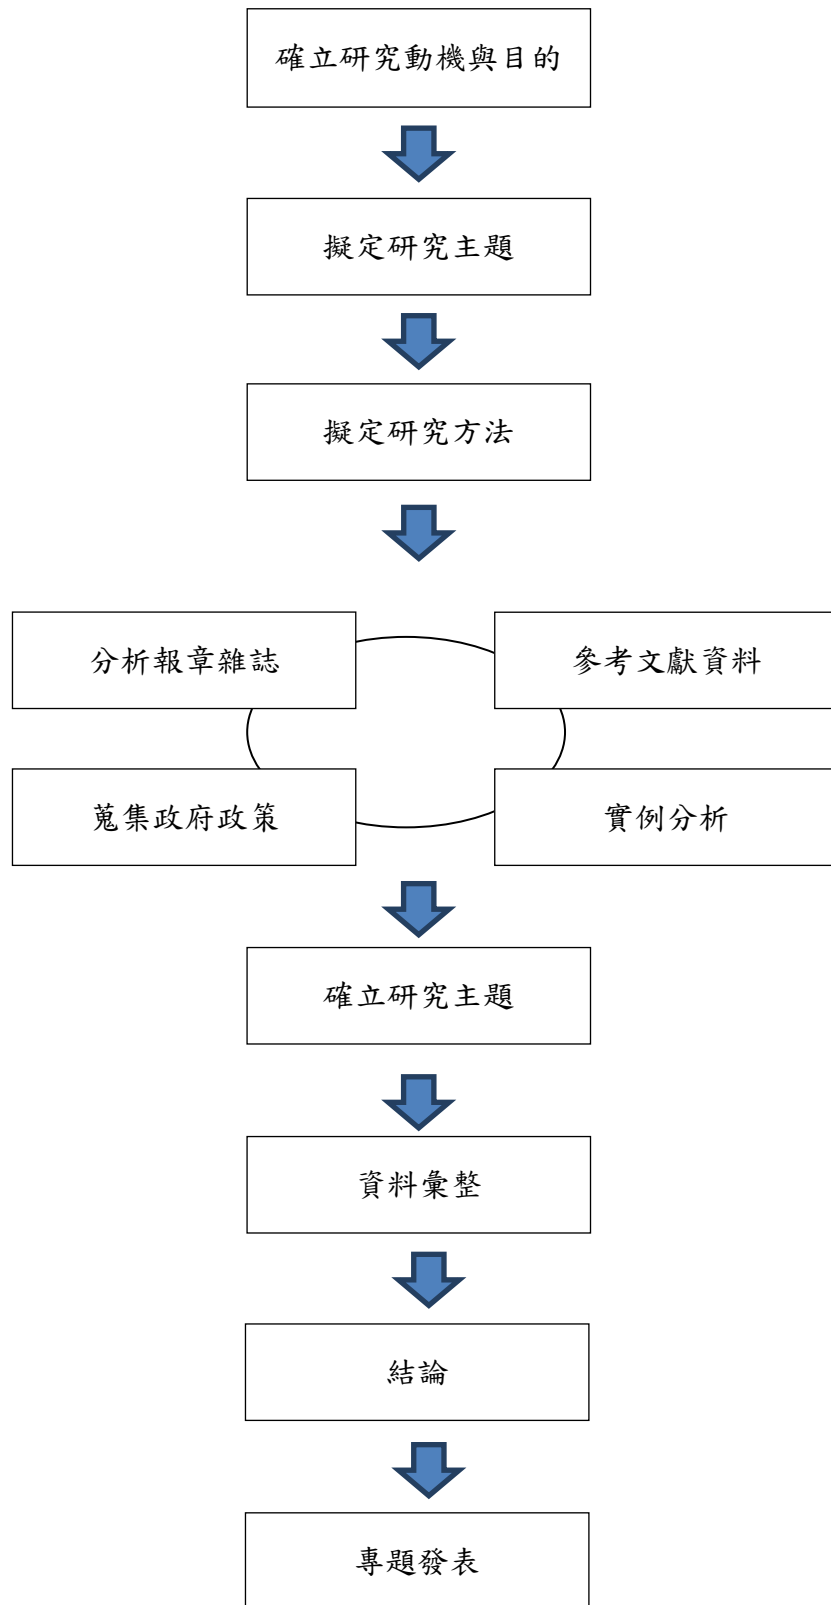 確立研究動機與目的
擬定研究主題
擬定研究方法
分析報章雜誌
參考文獻資料
蒐集政府政策
實例分析
確立研究主題
資料彙整
結論
專題發表